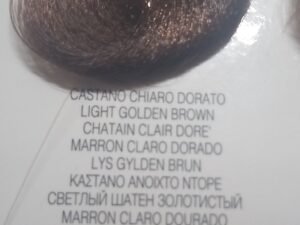 CASTANO CHIARO DORATO
LIGHT GOLDEN BROWN
CHATAIN CLAIR DORE'
MARRON CLARO DORADO
LYS GYLDEN BRUN
ΚΑΣΤΑΝΟ ΑΝΟΙΧΤΟ ΝΤΟΡΕ
СВЕТЛЫЙ ШАТЕН ЗОЛОТИСТЫЙ
MARRON CLARO DOURADO